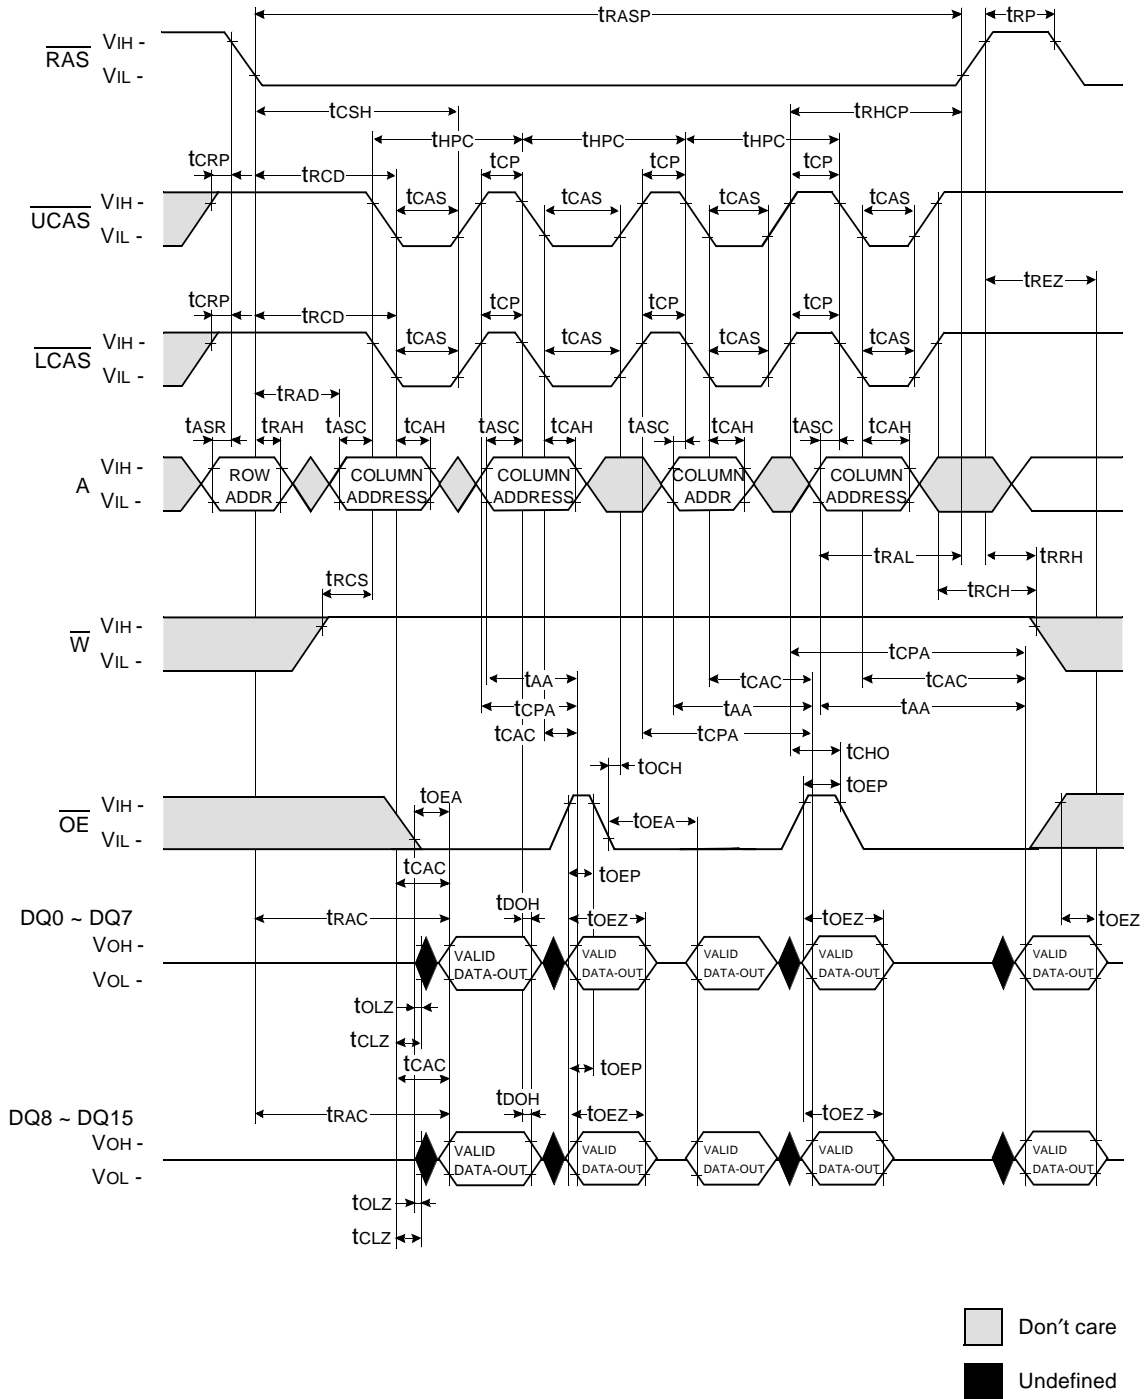 tRASP tRP
RAS VIH -
VIL -
tCSH tRHCP
tHPC tHPC tHPC
tCRP tRCD tCP tCP tCP
UCAS VIH -
VIL -
tCAS tCAS tCAS tCAS
tREZ
tCRP tRCD tCP tCP tCP
LCAS VIH -
VIL -
tCAS tCAS tCAS tCAS
tRAD
tASR tRAH tASC tCAH tASC tCAH tASC tCAH tASC tCAH
A VIH -
VIL -
ROW COLUMN COLUMN COLUMN COLUMN
ADDR ADDRESS ADDRESS ADDR ADDRESS
tRAL tRRH
tRCS tRCH
W VIH -
VIL -
tCPA
tAA tCAC tCAC
tCPA tAA tAA
tCAC tCPA
tOCH tCHO
tOEP
OE VIH -
VIL -
tOEA tOEA
tCAC tOEP
DQ0 ~ DQ7
tRAC tDOH tOEZ tOEZ tOEZ
VOH -
VOL -
VALID VALID VALID VALID VALID
DATA-OUT DATA-OUT DATA-OUT DATA-OUT DATA-OUT
tOLZ
tCLZ
tCAC tOEP
DQ8 ~ DQ15
tRAC tDOH tOEZ tOEZ
VOH -
VOL -
VALID VALID VALID VALID VALID
DATA-OUT DATA-OUT DATA-OUT DATA-OUT DATA-OUT
tOLZ
tCLZ
Don't care
Undefined